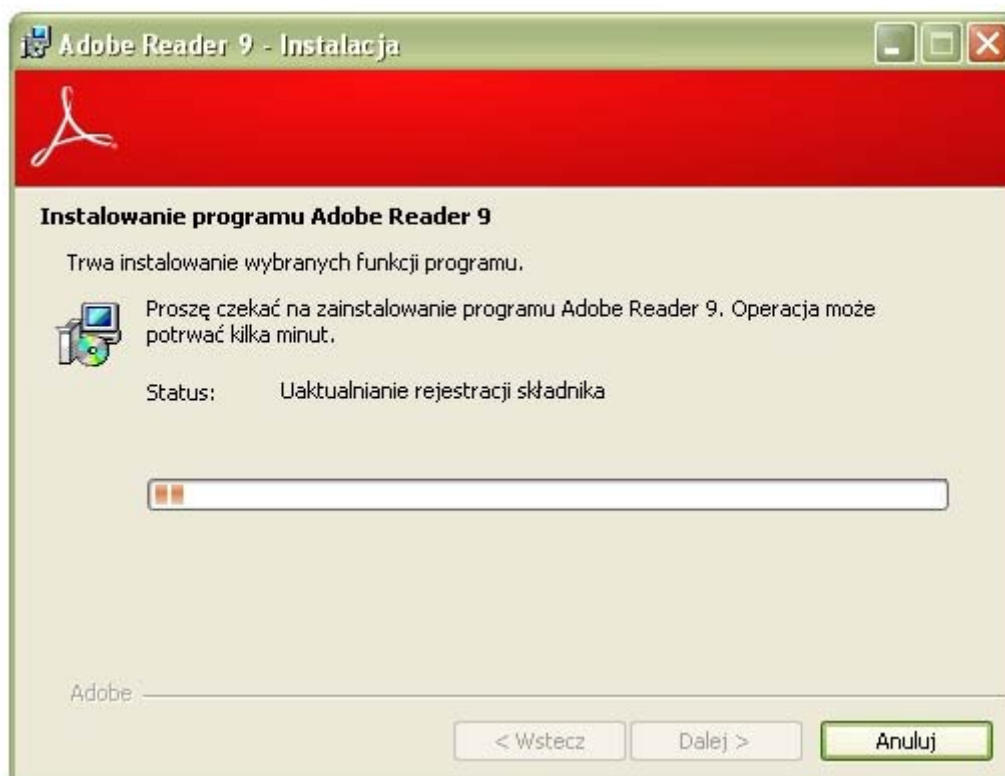 Adobe Reader 9 - Instalacja
Instalowanie programu Adobe Reader 9
Trwa instalowanie wybranych funkcji programu.
Proszę czekać na zainstalowanie programu Adobe Reader 9. Operacja może
potrwać kilka minut.
Status: Uaktualnianie rejestracji składnika
Adobe
< Wstecz Dalej > Anuluj